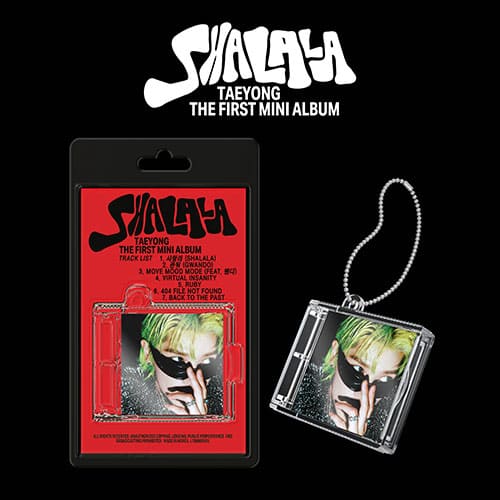 SHALALA
TAEYONG
THE FIRST MINI ALBUM
SHALALA
TAEYONG
THE FIRST MINI ALBUM
TRACK LIST 1. 샤랄라 (SHALALA)
2. 관둬 (GWANDO)
3. MOVE MOOD MODE (FEAT. 웬디)
4. VIRTUAL INSANITY
5. RUBY
6. 404 FILE NOT FOUND
7. BACK TO THE PAST